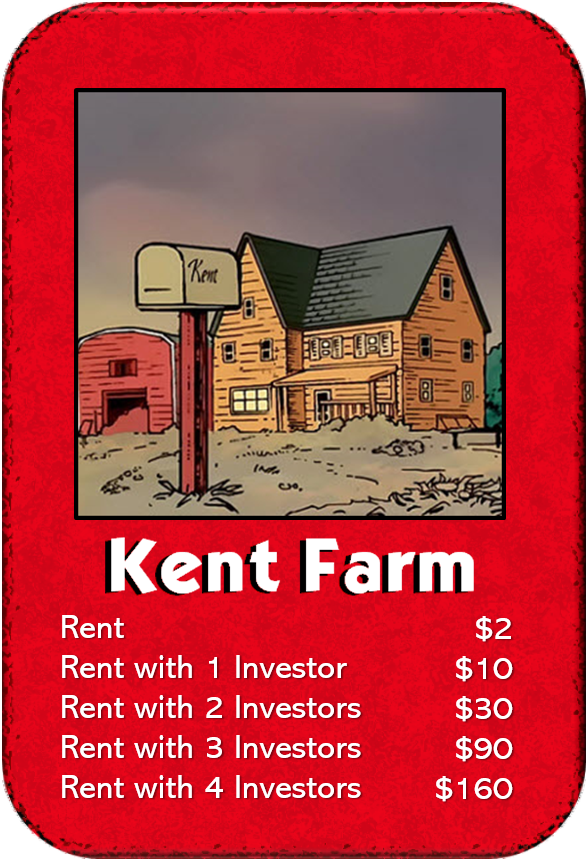 Kent
Kent Farm
Rent $2
Rent with 1 Investor $10
Rent with 2 Investors $30
Rent with 3 Investors $90
Rent with 4 Investors $160